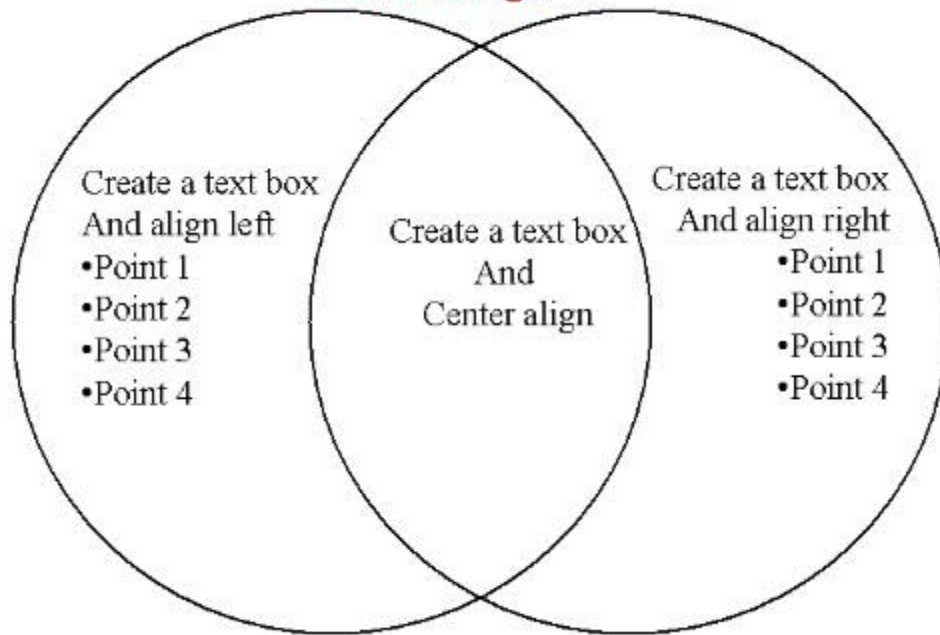 Create a text box
And align left
•Point 1
•Point 2
•Point 3
•Point 4
Create a text box
And
Center align
Create a text box
And align right
•Point 1
•Point 2
•Point 3
•Point 4